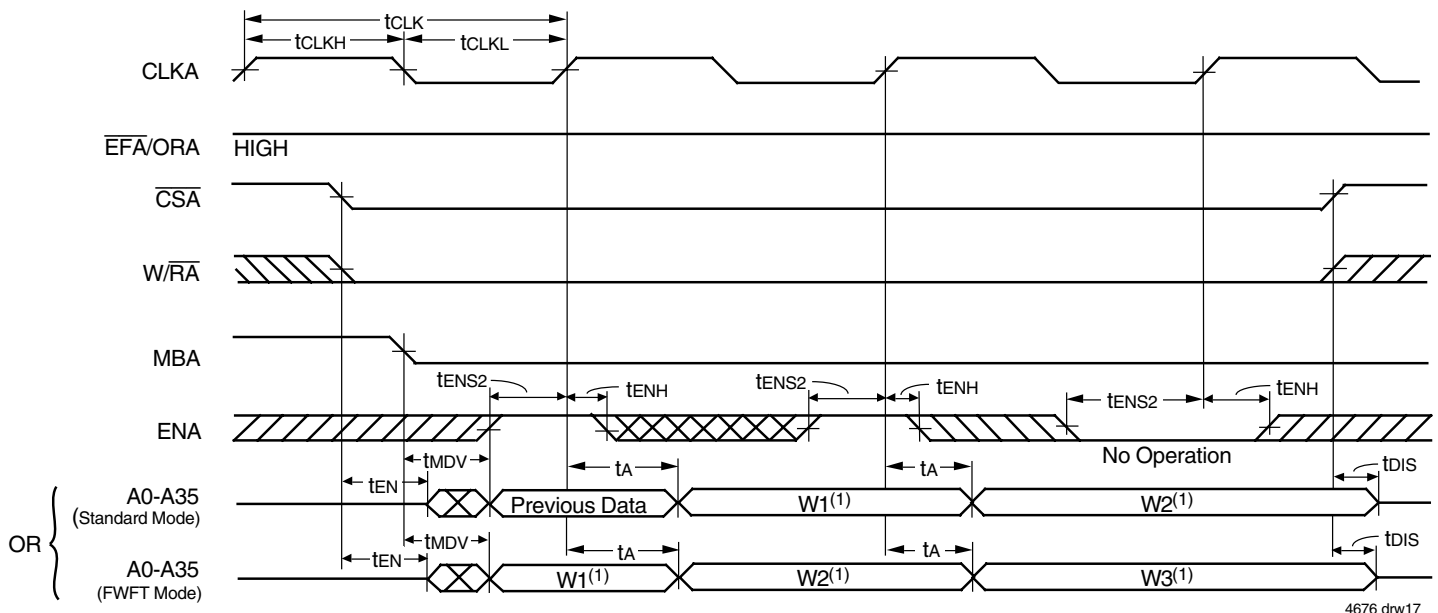 tCLK
tCLKH tCLKL
CLKA
EFA/ORA HIGH
CSA
W/RA
MBA
tENS2 tENH tENS2 tENH tENS2 tENH
ENA
No Operation
tMDV tA tA tDIS
tEN
A0-A35
(Standard Mode)
Previous Data W1(1) W2(1)
OR
tMDV tA tA tDIS
tEN
A0-A35
(FWFT Mode)
W1(1) W2(1) W3(1)
4676 drw17